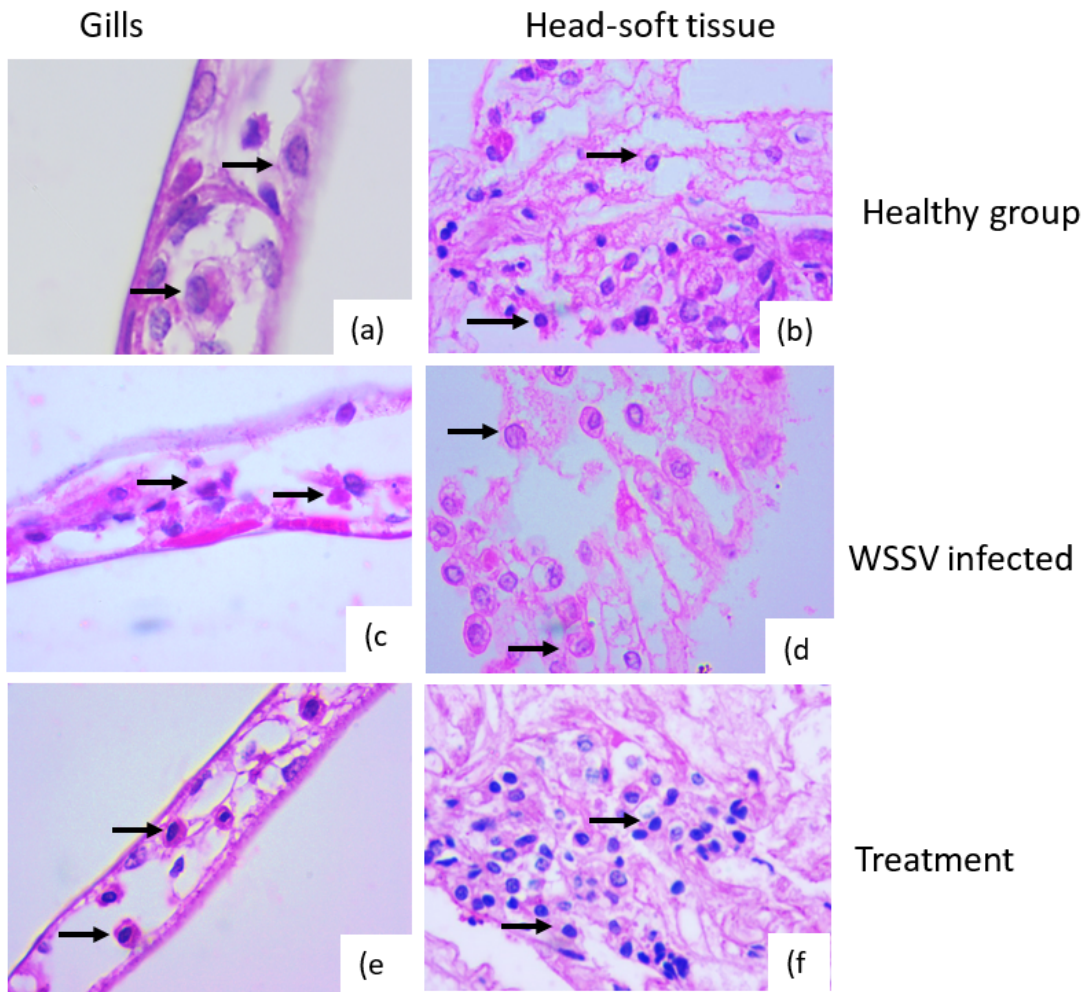 Gills
Head-soft tissue
(a)
(b)
Healthy group
(c
(d
WSSV infected
(e
(f
Treatment